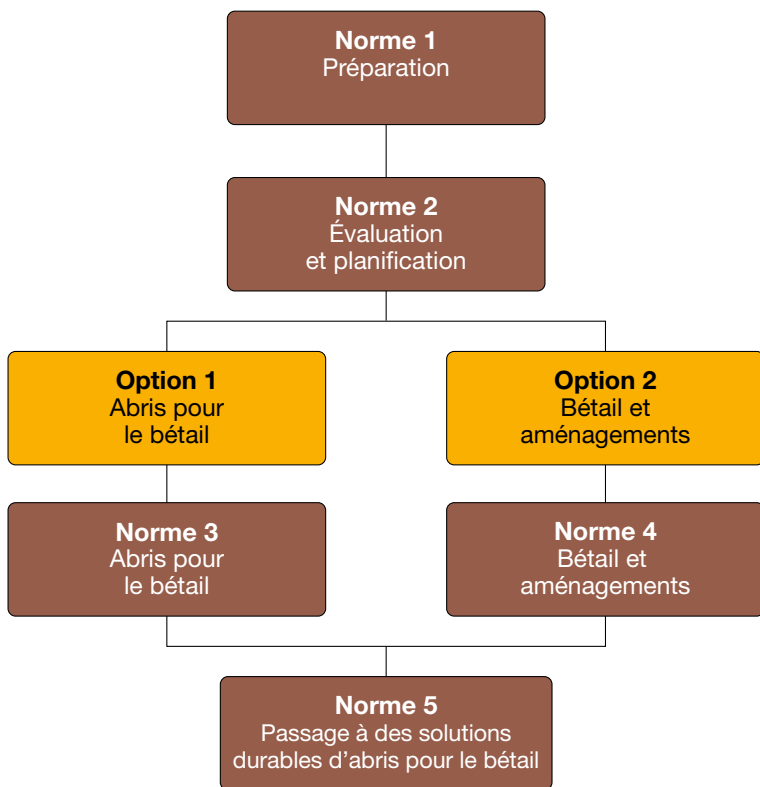 Norme 1
Préparation
Norme 2
Évaluation
et planification
Option 1
Abris pour
le bétail
Option 2
Bétail et
aménagements
Norme 3
Abris pour
le bétail
Norme 4
Bétail et
aménagements
Norme 5
Passage à des solutions
durables d’abris pour le bétail